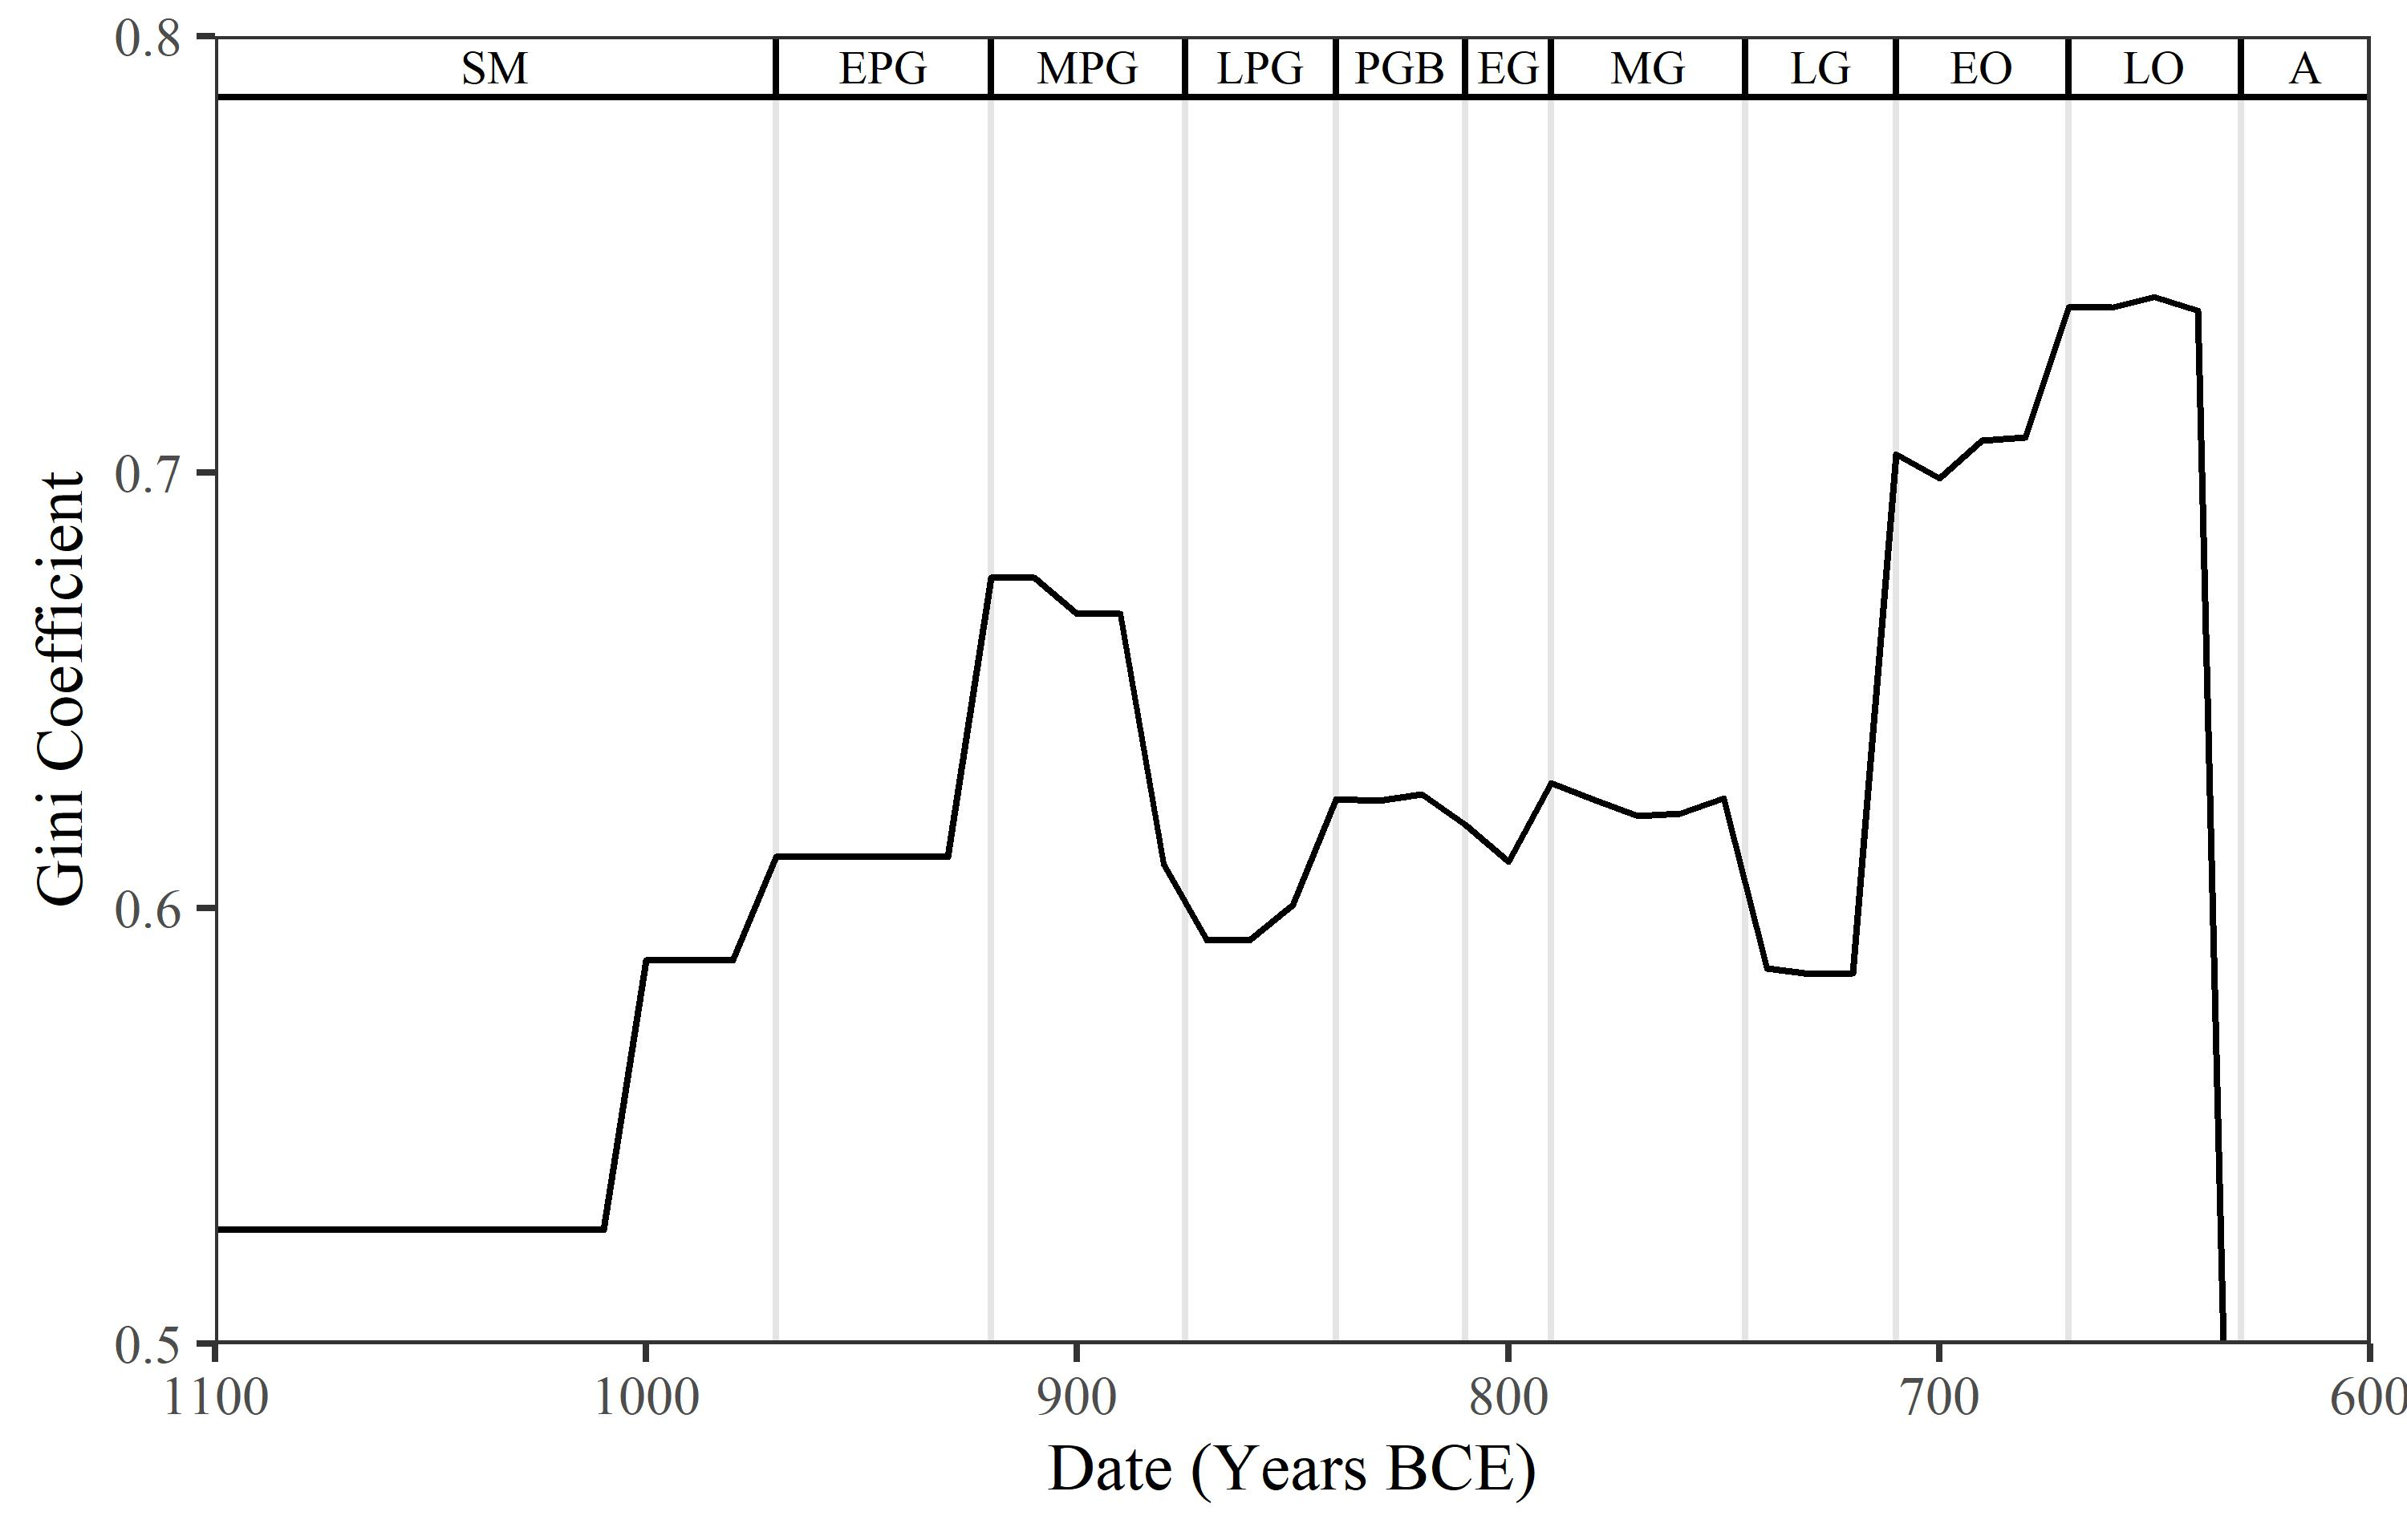 SM EPG MPG LPG PGB EG MG LG EO LO A
0.8
0.7
0.6
0.5
Gini Coefficient
1100 1000 900 800 700 600
Date (Years BCE)